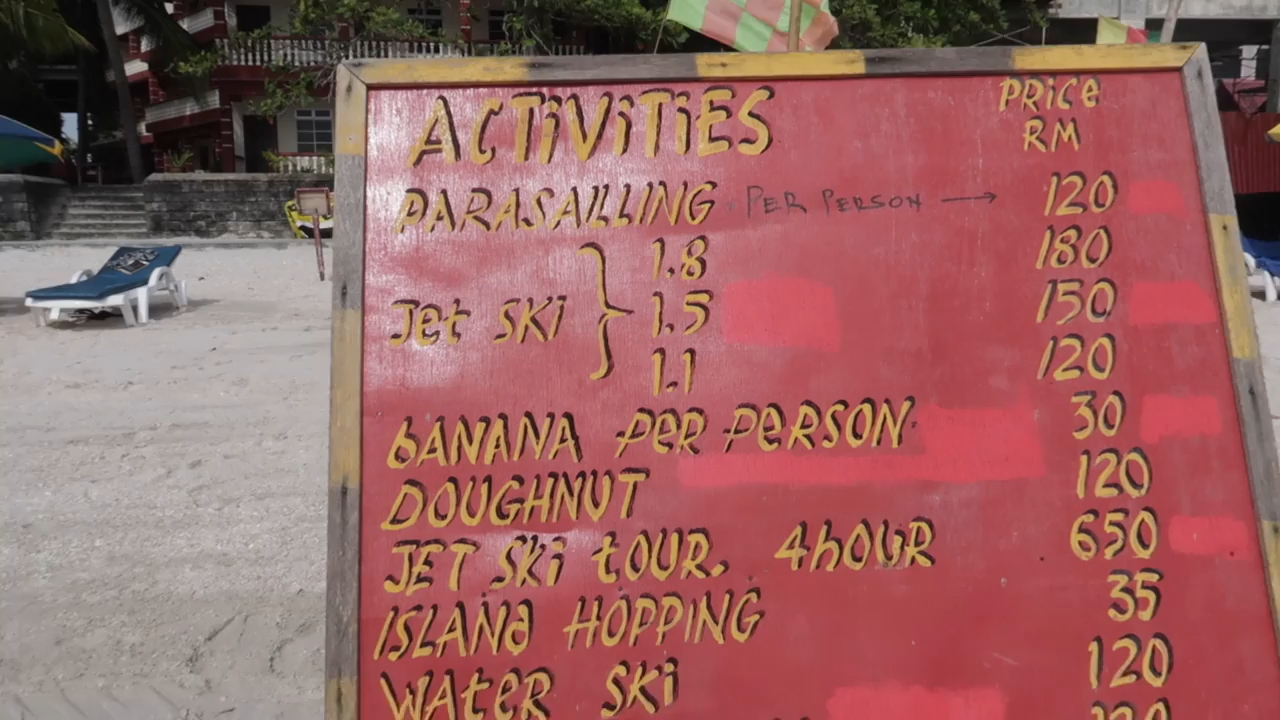 ACTiViTiES PRiCe
RM
PARASAILLING PER PERSON → 120
1.8 180
Jet SKi } 1.5 150
1.1 120
bANANA PER PERSON. 30
DOUGHNUT 120
JET SKi tOUR. 4hOUR 650
ISLANd HOPPING 35
WAtER SKi 120